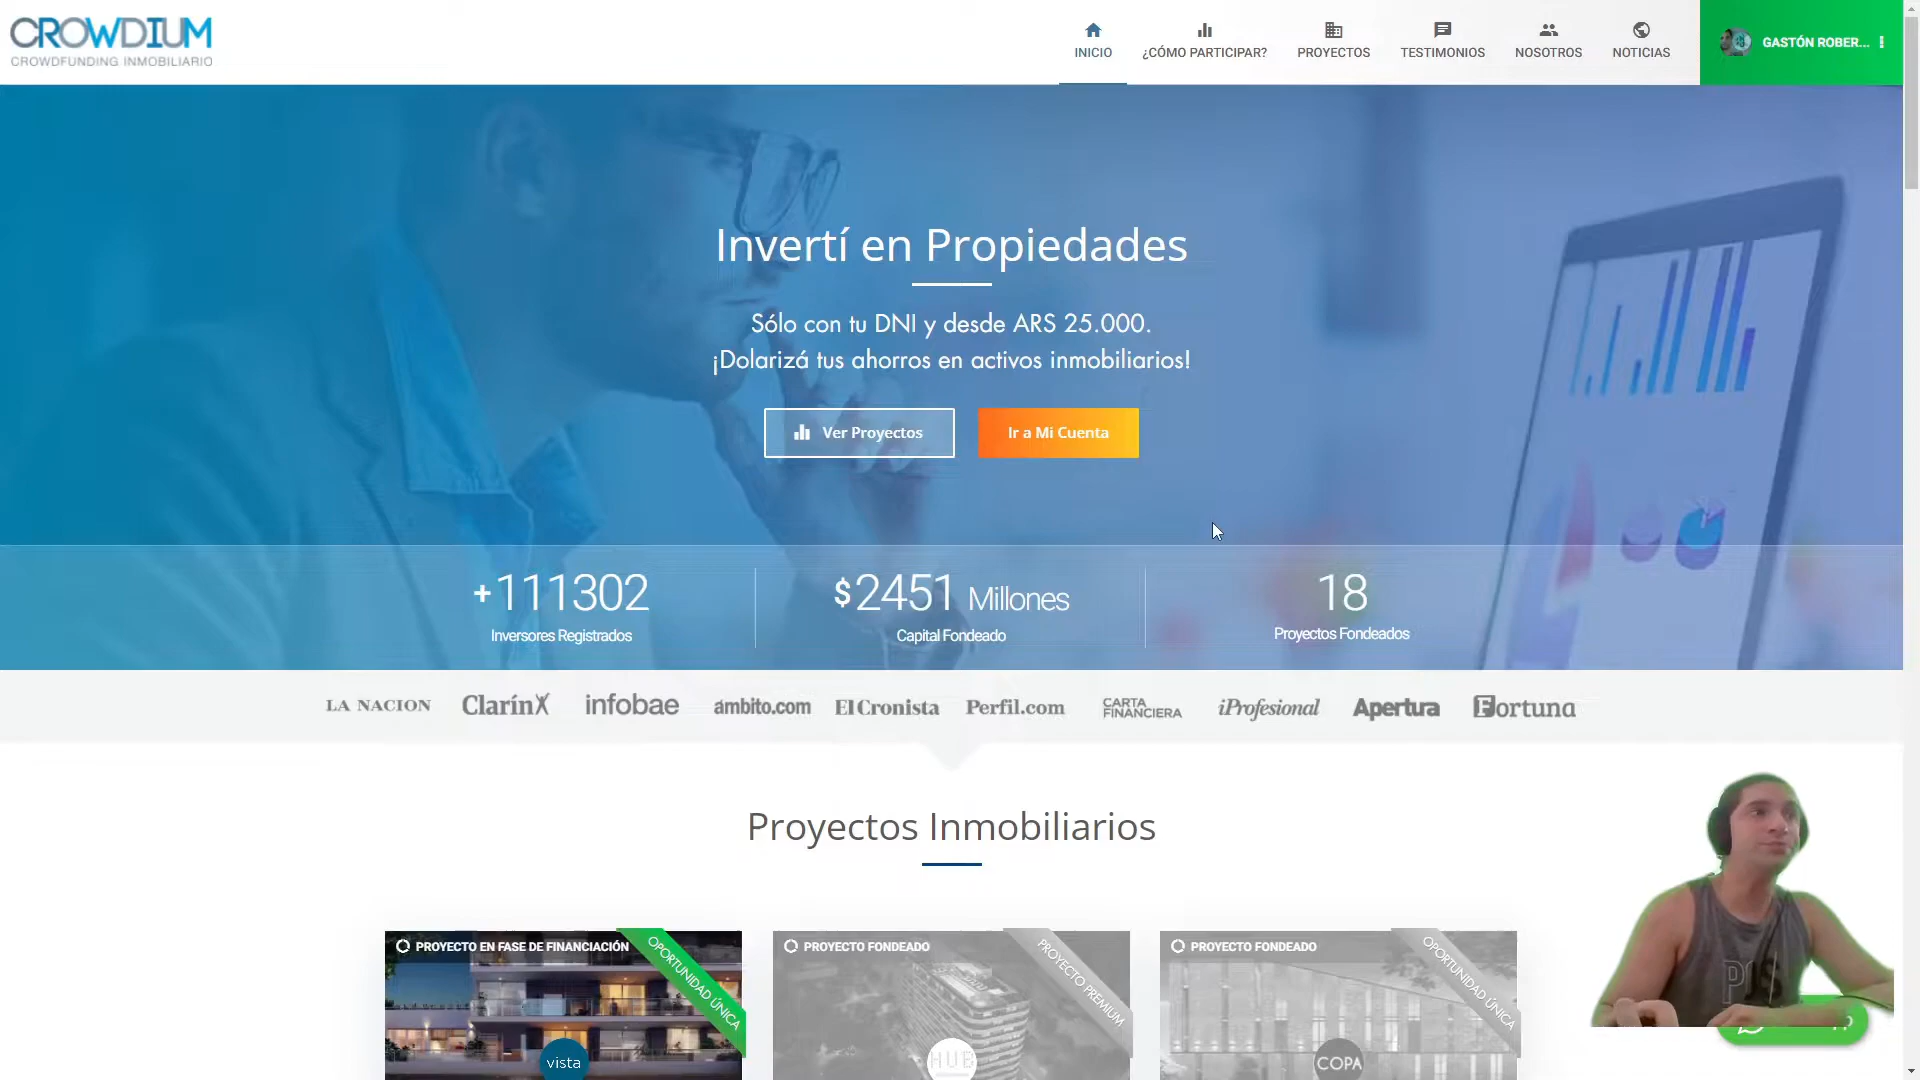 CROWDIUM
CROWDFUNDING INMOBILIARIO
INICIO
¿CÓMO PARTICIPAR?
PROYECTOS
TESTIMONIOS
NOSOTROS
NOTICIAS
GASTÓN ROBER...
Invertí en Propiedades
Sólo con tu DNI y desde ARS 25.000.
¡Dolarizá tus ahorros en activos inmobiliarios!
Ver Proyectos
Ir a Mi Cuenta
+111302
Inversores Registrados
$2451 Millones
Capital Fondeado
18
Proyectos Fondeados
LA NACION
Clarín
infobae
ámbito.com
El Cronista
Perfil.com
CARTA
FINANCIERA
iProfesional
Apertura
Fortuna
Proyectos Inmobiliarios
PROYECTO EN FASE DE FINANCIACIÓN
OPORTUNIDAD ÚNICA
vista
PROYECTO FONDEADO
PROYECTO PREMIUM
HUB
PROYECTO FONDEADO
OPORTUNIDAD ÚNICA
COPA